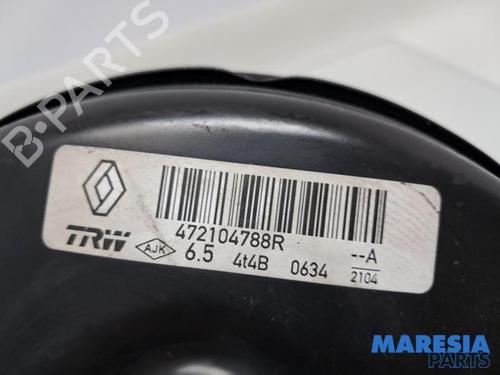 B-PARTS
472104788R
TRW AJK 6.5 4t4B 0634 --A
2104
MARESIA
PARTS